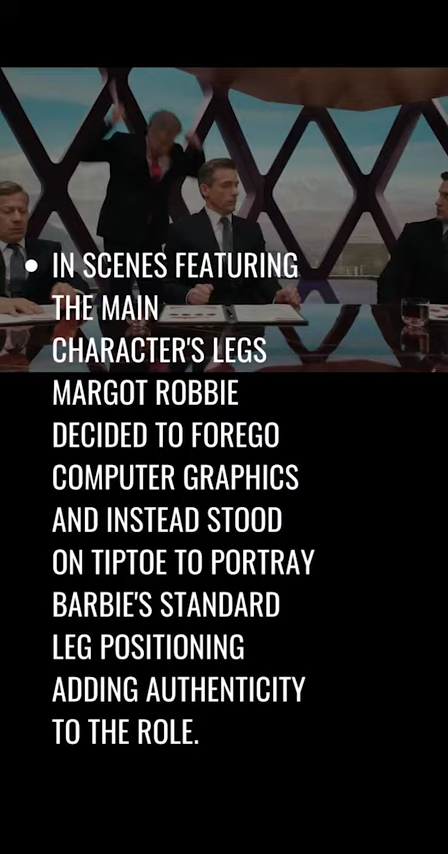 • IN SCENES FEATURING
THE MAIN
CHARACTER'S LEGS
MARGOT ROBBIE
DECIDED TO FOREGO
COMPUTER GRAPHICS
AND INSTEAD STOOD
ON TIPTOE TO PORTRAY
BARBIE'S STANDARD
LEG POSITIONING
ADDING AUTHENTICITY
TO THE ROLE.